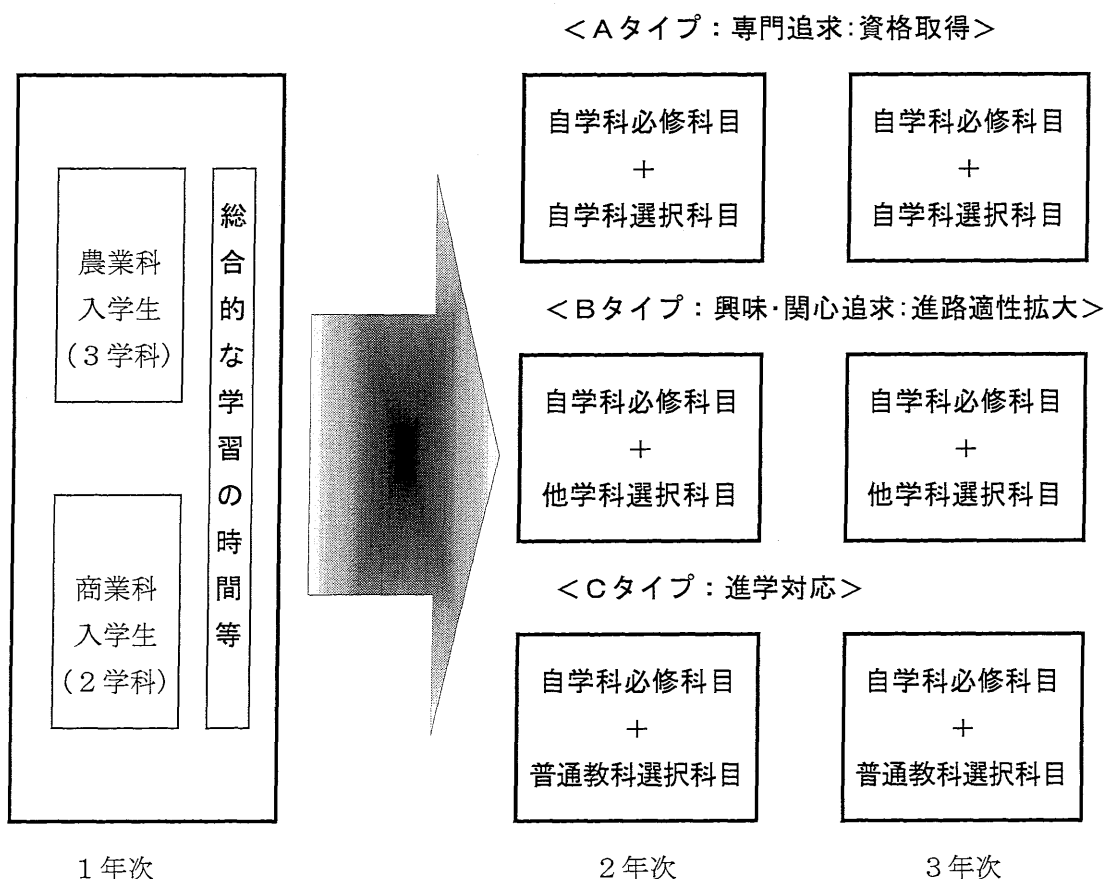 農業科
入学生
(3学科)
商業科
入学生
(2学科)
総合的な学習の時間等
1年次
<Aタイプ：専門追求:資格取得>
自学科必修科目
＋
自学科選択科目
自学科必修科目
＋
自学科選択科目
<Bタイプ：興味・関心追求:進路適性拡大>
自学科必修科目
＋
他学科選択科目
自学科必修科目
＋
他学科選択科目
<Cタイプ：進学対応>
自学科必修科目
＋
普通教科選択科目
自学科必修科目
＋
普通教科選択科目
2年次
3年次